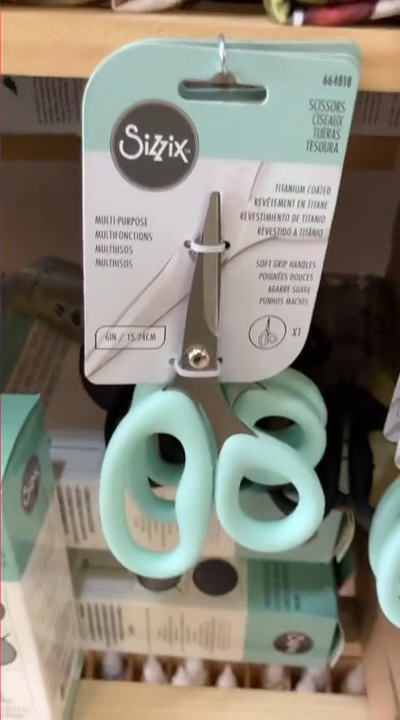 664818
SCISSORS
CISEAUX
TIJERAS
TESOURA
Sizzix
TITANIUM COATED
REVÊTEMENT EN TITANE
REVESTIMIENTO DE TITANIO
REVESTIDO A TITÂNIO
MULTI-PURPOSE
MULTIFONCTIONS
MULTIUSOS
MULTIUSOS
SOFT GRIP HANDLES
POIGNÉES DOUCES
AGARRE SUAVE
PUNHOS MACIOS
6IN / 15.24CM
X1
Sizzix